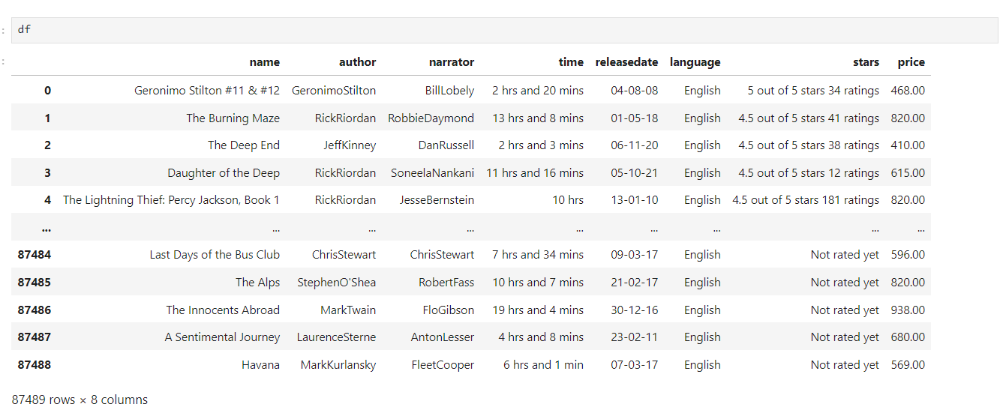 df
name author narrator time releasedate language stars price
0 Geronimo Stilton #11 & #12 GeronimoStilton BillLobely 2 hrs and 20 mins 04-08-08 English 5 out of 5 stars 34 ratings 468.00
1 The Burning Maze RickRiordan RobbieDaymond 13 hrs and 8 mins 01-05-18 English 4.5 out of 5 stars 41 ratings 820.00
2 The Deep End JeffKinney DanRussell 2 hrs and 3 mins 06-11-20 English 4.5 out of 5 stars 38 ratings 410.00
3 Daughter of the Deep RickRiordan SoneelaNankani 11 hrs and 16 mins 05-10-21 English 4.5 out of 5 stars 12 ratings 615.00
4 The Lightning Thief: Percy Jackson, Book 1 RickRiordan JesseBernstein 10 hrs 13-01-10 English 4.5 out of 5 stars 181 ratings 820.00
... ... ... ... ... ... ... ... ...
87484 Last Days of the Bus Club ChrisStewart ChrisStewart 7 hrs and 34 mins 09-03-17 English Not rated yet 596.00
87485 The Alps StephenO'Shea RobertFass 10 hrs and 7 mins 21-02-17 English Not rated yet 820.00
87486 The Innocents Abroad MarkTwain FloGibson 19 hrs and 4 mins 30-12-16 English Not rated yet 938.00
87487 A Sentimental Journey LaurenceSterne AntonLesser 4 hrs and 8 mins 23-02-11 English Not rated yet 680.00
87488 Havana MarkKurlansky FleetCooper 6 hrs and 1 min 07-03-17 English Not rated yet 569.00
87489 rows × 8 columns